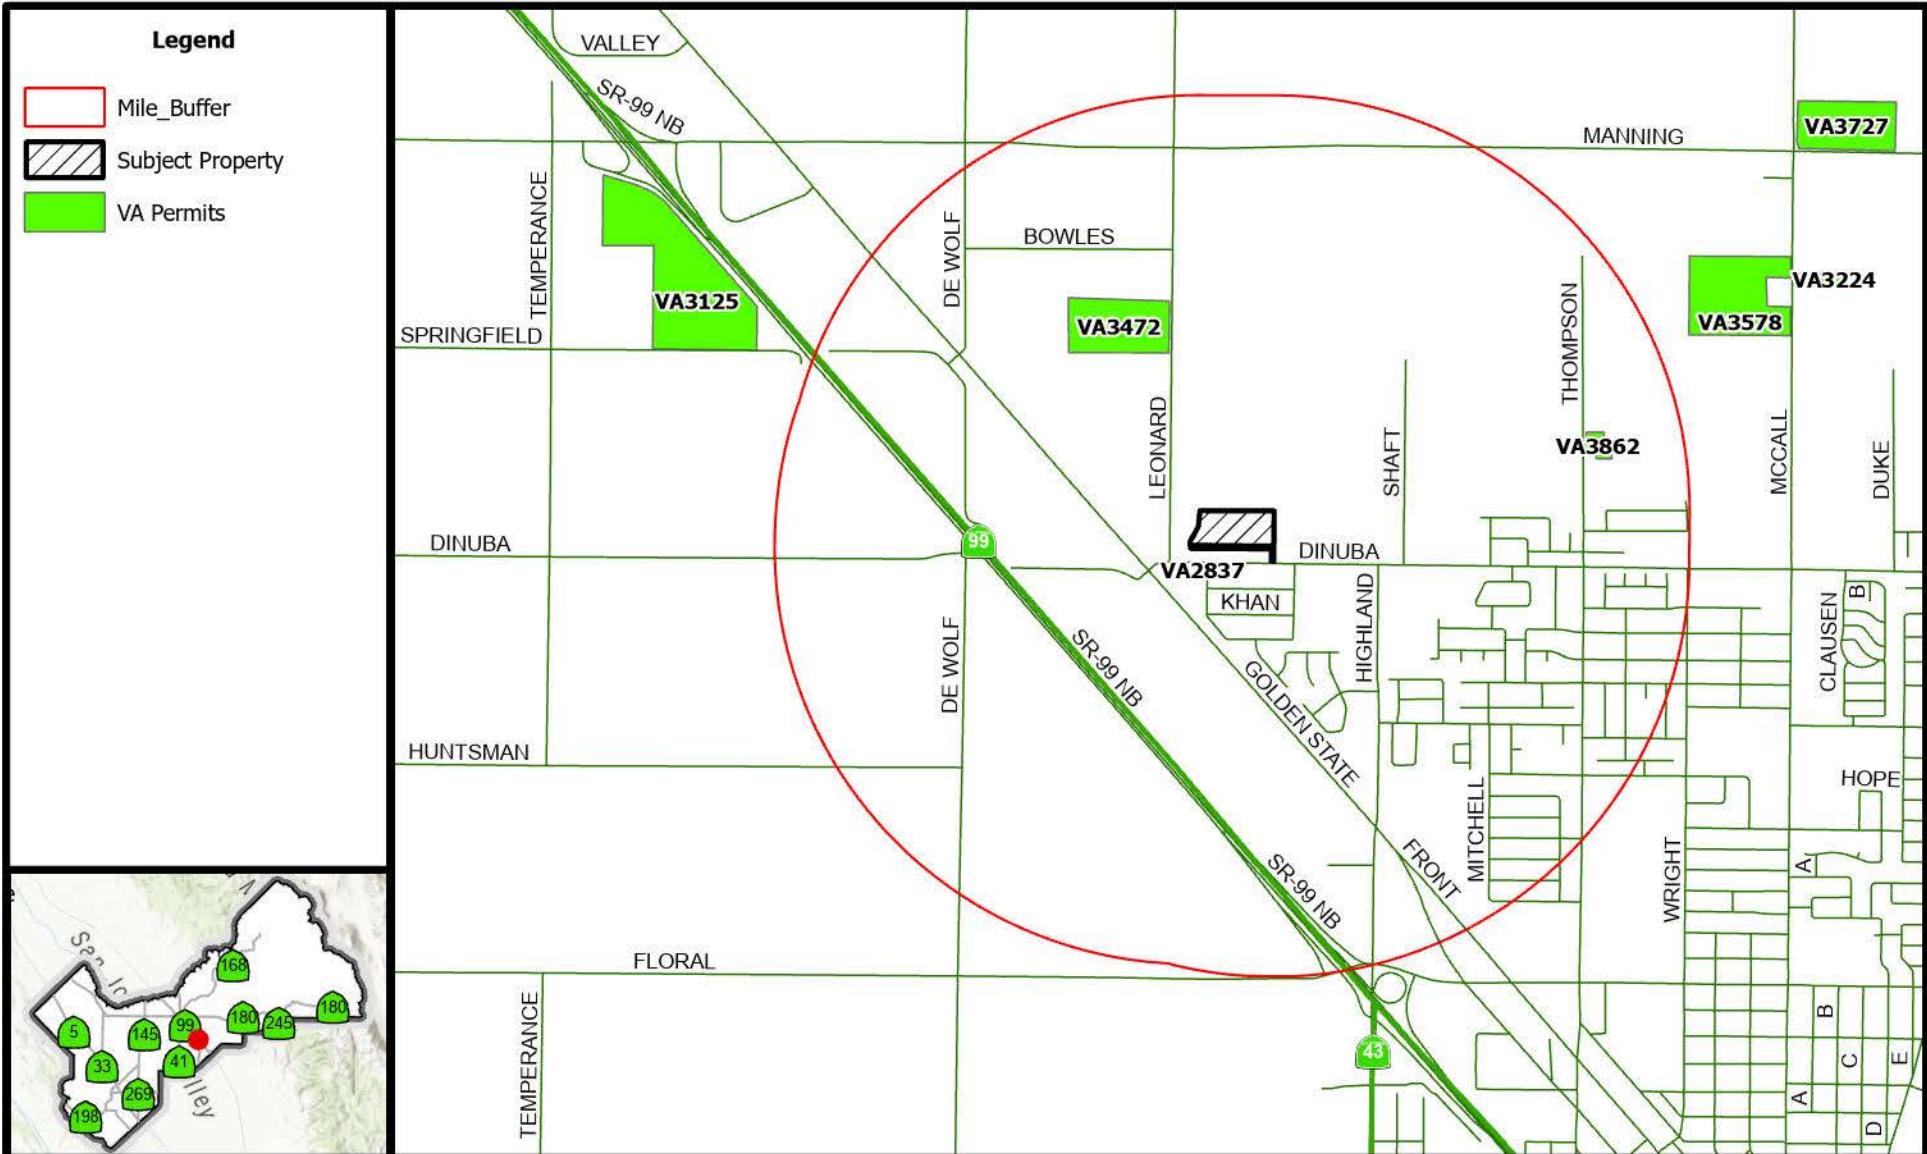 Legend
Mile_Buffer
Subject Property
VA Permits
VALLEY
SR-99 NB
MANNING
VA3727
TEMPERANCE
DE WOLF
BOWLES
VA3125
VA3472
THOMPSON
VA3224
VA3578
SPRINGFIELD
LEONARD
SHAFT
VA3862
MCCALL
DUKE
DINUBA
99
DINUBA
VA2837
KHAN
HIGHLAND
B
CLAUSEN
DE WOLF
SR-99 NB
GOLDEN STATE
HUNTSMAN
MITCHELL
HOPE
SR-99 NB
FRONT
WRIGHT
A
FLORAL
TEMPERANCE
43
B
C
E
A
D
San
lley
168
180
180
245
99
145
5
41
33
269
198